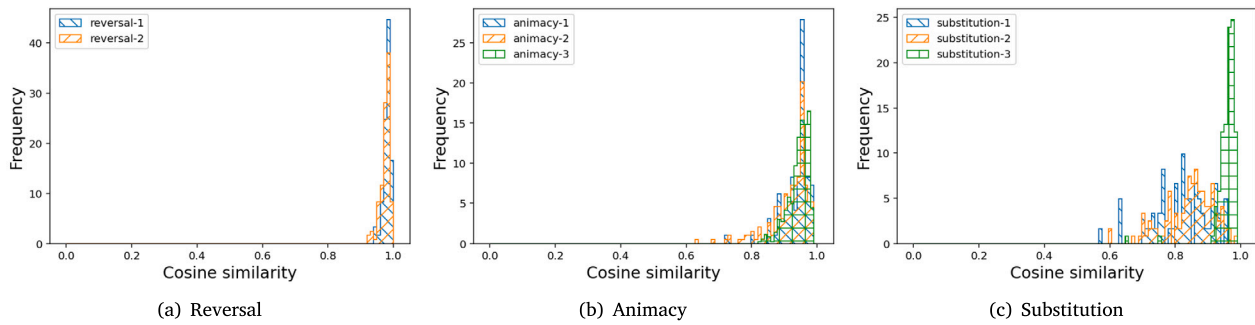 reversal-1
reversal-2
Frequency
40
30
20
10
0
0.0 0.2 0.4 0.6 0.8 1.0
Cosine similarity
(a) Reversal
animacy-1
animacy-2
animacy-3
Frequency
25
20
15
10
5
0
0.0 0.2 0.4 0.6 0.8 1.0
Cosine similarity
(b) Animacy
substitution-1
substitution-2
substitution-3
Frequency
25
20
15
10
5
0
0.0 0.2 0.4 0.6 0.8 1.0
Cosine similarity
(c) Substitution